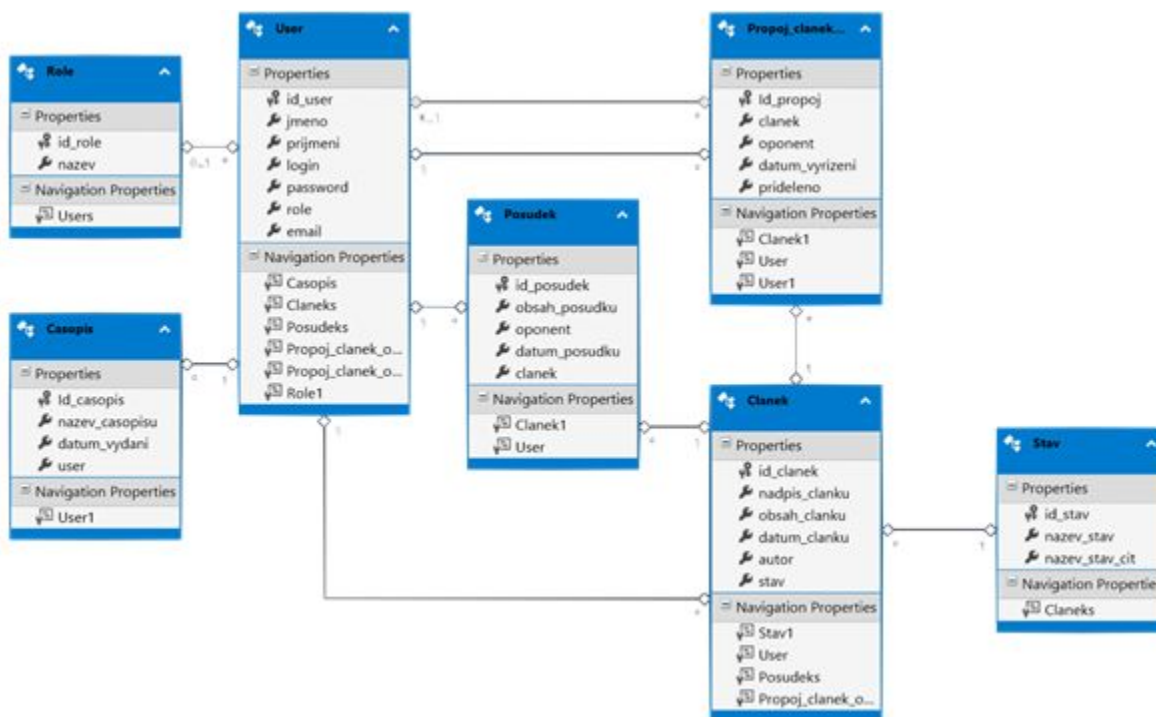 Role
Properties
id_role
nazev
Navigation Properties
Users
0..1
*
User
Properties
id_user
jmeno
prijmeni
login
password
role
email
Navigation Properties
Casopis
Claneks
Posudeks
Propoj_clanek_o...
Propoj_clanek_o...
Role1
Propoj_clanek...
Properties
Id_propoj
clanek
oponent
datum_vyrizeni
prideleno
Navigation Properties
Clanek1
User
User1
Posudek
Properties
id_posudek
obsah_posudku
oponent
datum_posudku
clanek
Navigation Properties
Clanek1
User
Casopis
Properties
Id_casopis
nazev_casopisu
datum_vydani
user
Navigation Properties
User1
Clanek
Properties
id_clanek
nadpis_clanku
obsah_clanku
datum_clanku
autor
stav
Navigation Properties
Stav1
User
Posudeks
Propoj_clanek_o...
Stav
Properties
id_stav
nazev_stav
nazev_stav_cit
Navigation Propertie
Claneks